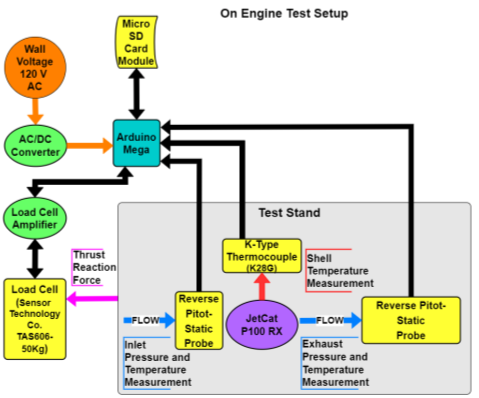 On Engine Test Setup
Micro
SD
Card
Module
Wall
Voltage
120 V
AC
AC/DC
Converter
Arduino
Mega
Load Cell
Amplifier
Test Stand
K-Type
Thermocouple
(K28G)
Shell
Temperature
Measurement
Thrust
Reaction
Force
Load Cell
(Sensor
Technology
Co.
TAS606-
50Kg)
FLOW
Reverse
Pitot-
Static
Probe
JetCat
P100 RX
FLOW
Reverse Pitot-
Static
Probe
Inlet
Pressure and
Temperature
Measurement
Exhaust
Pressure and
Temperature
Measurement